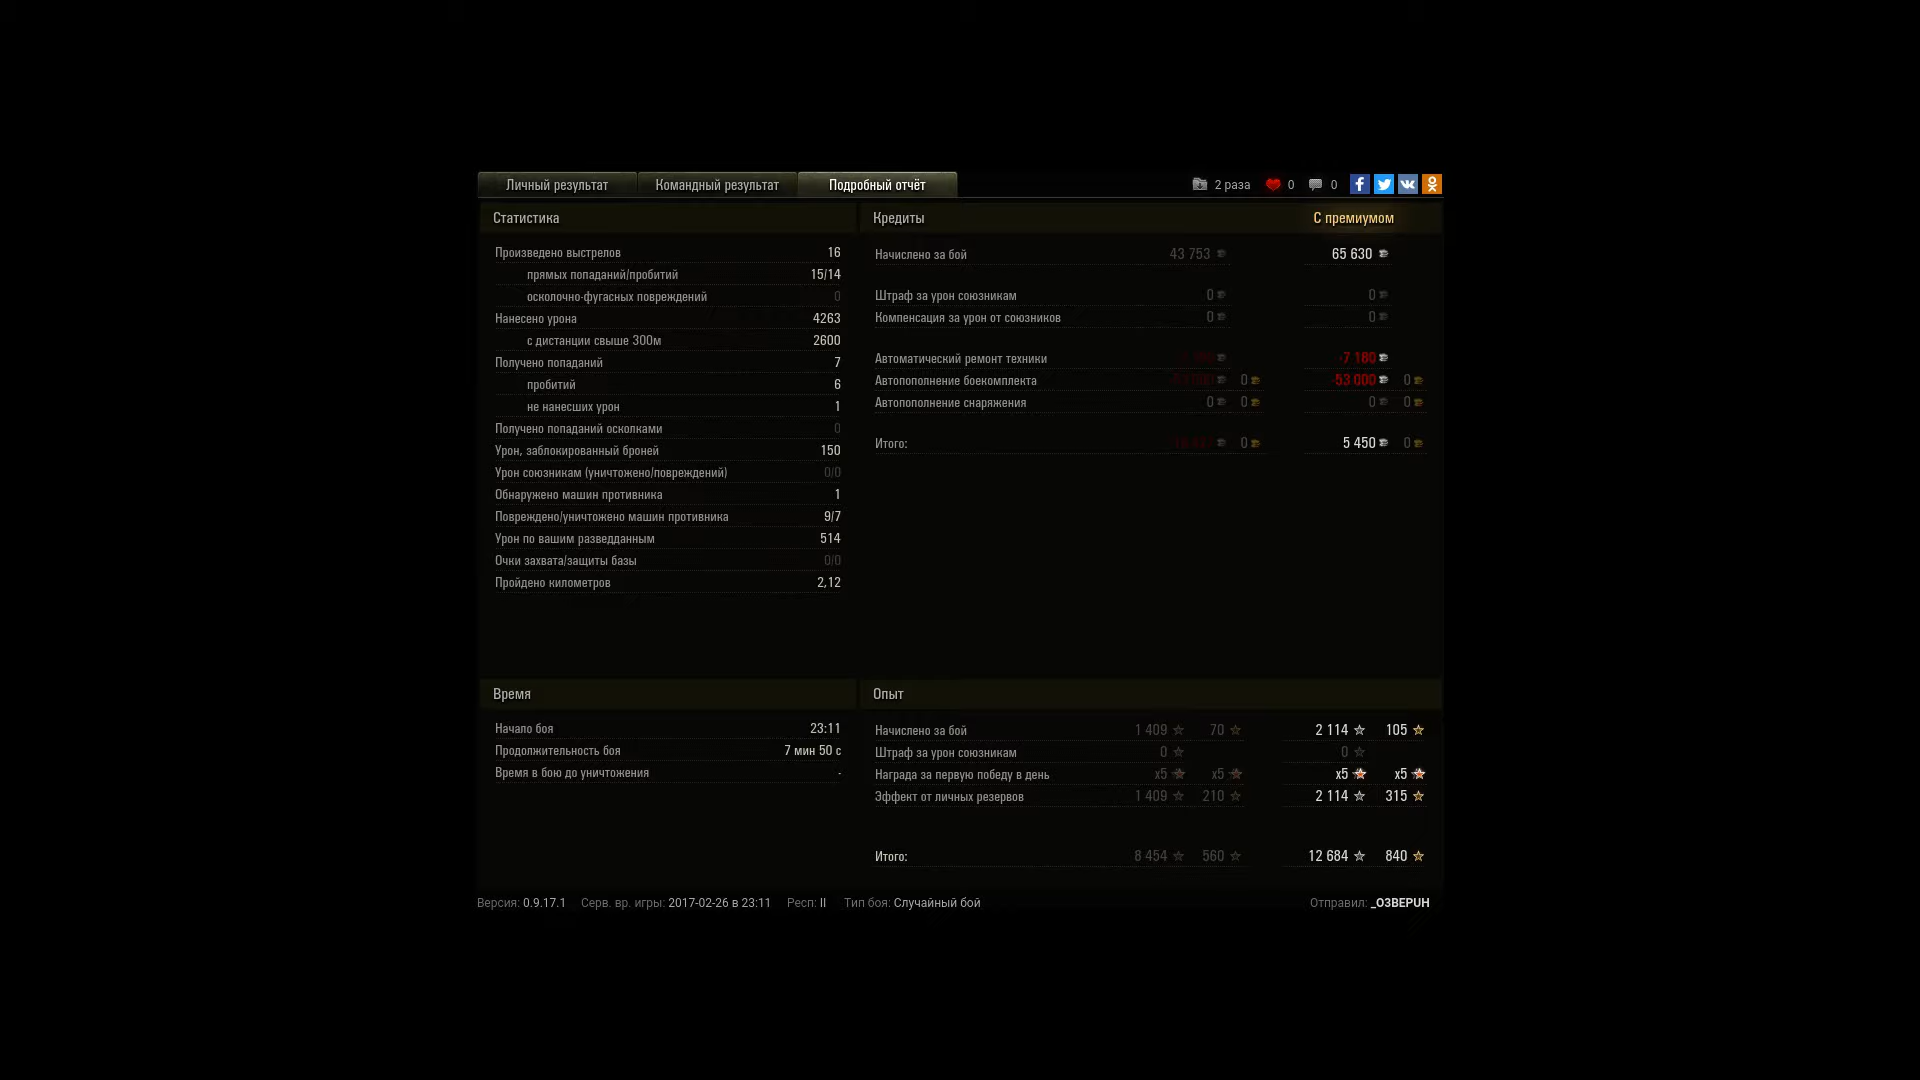 Личный результат Командный результат Подробный отчёт 2 раза 0 0
Статистика
Произведено выстрелов 16
прямых попаданий/пробитий 15/14
осколочно-фугасных повреждений 0
Нанесено урона 4263
с дистанции свыше 300м 2600
Получено попаданий 7
пробитий 6
не нанесших урон 1
Получено попаданий осколками 0
Урон, заблокированный броней 150
Урон союзникам (уничтожено/повреждений) 0/0
Обнаружено машин противника 1
Повреждено/уничтожено машин противника 9/7
Урон по вашим разведданным 514
Очки захвата/защиты базы 0/0
Пройдено километров 2,12
Кредиты С премиумом
Начислено за бой 43 753 65 630
Штраф за урон союзникам 0 0
Компенсация за урон от союзников 0 0
Автоматический ремонт техники -7 180
Автопополнение боекомплекта 0 -53 000 0
Автопополнение снаряжения 0 0 0 0
Итого: 0 5 450 0
Время
Начало боя 23:11
Продолжительность боя 7 мин 50 с
Время в бою до уничтожения -
Опыт
Начислено за бой 1 409 70 2 114 105
Штраф за урон союзникам 0 0
Награда за первую победу в день x5 x5 x5 x5
Эффект от личных резервов 1 409 210 2 114 315
Итого: 8 454 560 12 684 840
Версия: 0.9.17.1 Серв. вр. игры: 2017-02-26 в 23:11 Респ: II Тип боя: Случайный бой Отправил: _O3BEPUH